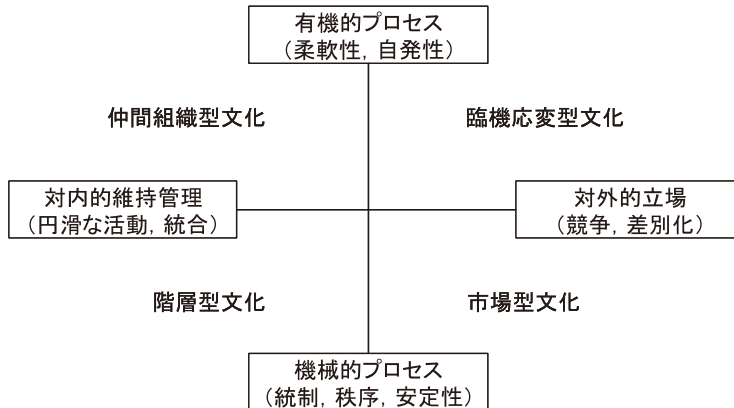 有機的プロセス
(柔軟性, 自発性)
仲間組織型文化
臨機応変型文化
対内的維持管理
(円滑な活動, 統合)
対外的立場
(競争, 差別化)
階層型文化
市場型文化
機械的プロセス
(統制, 秩序, 安定性)